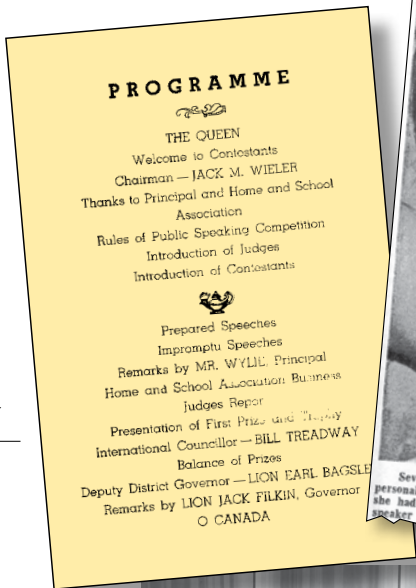 PROGRAMME
THE QUEEN
Welcome to Contestants
Chairman — JACK M. WIELER
Thanks to Principal and Home and School
Association
Rules of Public Speaking Competition
Introduction of Judges
Introduction of Contestants
Prepared Speeches
Impromptu Speeches
Remarks by MR. WYLIE, Principal
Home and School Association Business
Judges Repor
Presentation of First Prize and Trophy
International Councillor — BILL TREADWAY
Balance of Prizes
Deputy District Governor — LION EARL BAGSLE
Remarks by LION JACK FILKIN, Governor
O CANADA
Sev
persona
she had
speaker